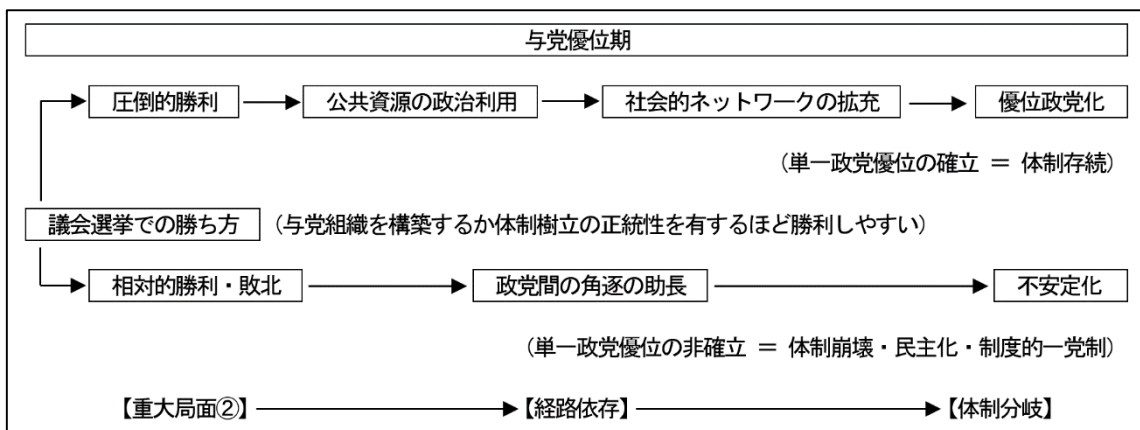 与党優位期
圧倒的勝利 公共資源の政治利用 社会的ネットワークの拡充 優位政党化
(単一政党優位の確立 = 体制存続)
議会選挙での勝ち方 (与党組織を構築するか体制樹立の正統性を有するほど勝利しやすい)
相対的勝利・敗北 政党間の角逐の助長 不安定化
(単一政党優位の非確立 = 体制崩壊・民主化・制度的一党制)
【重大局面②】 【経路依存】 【体制分岐】